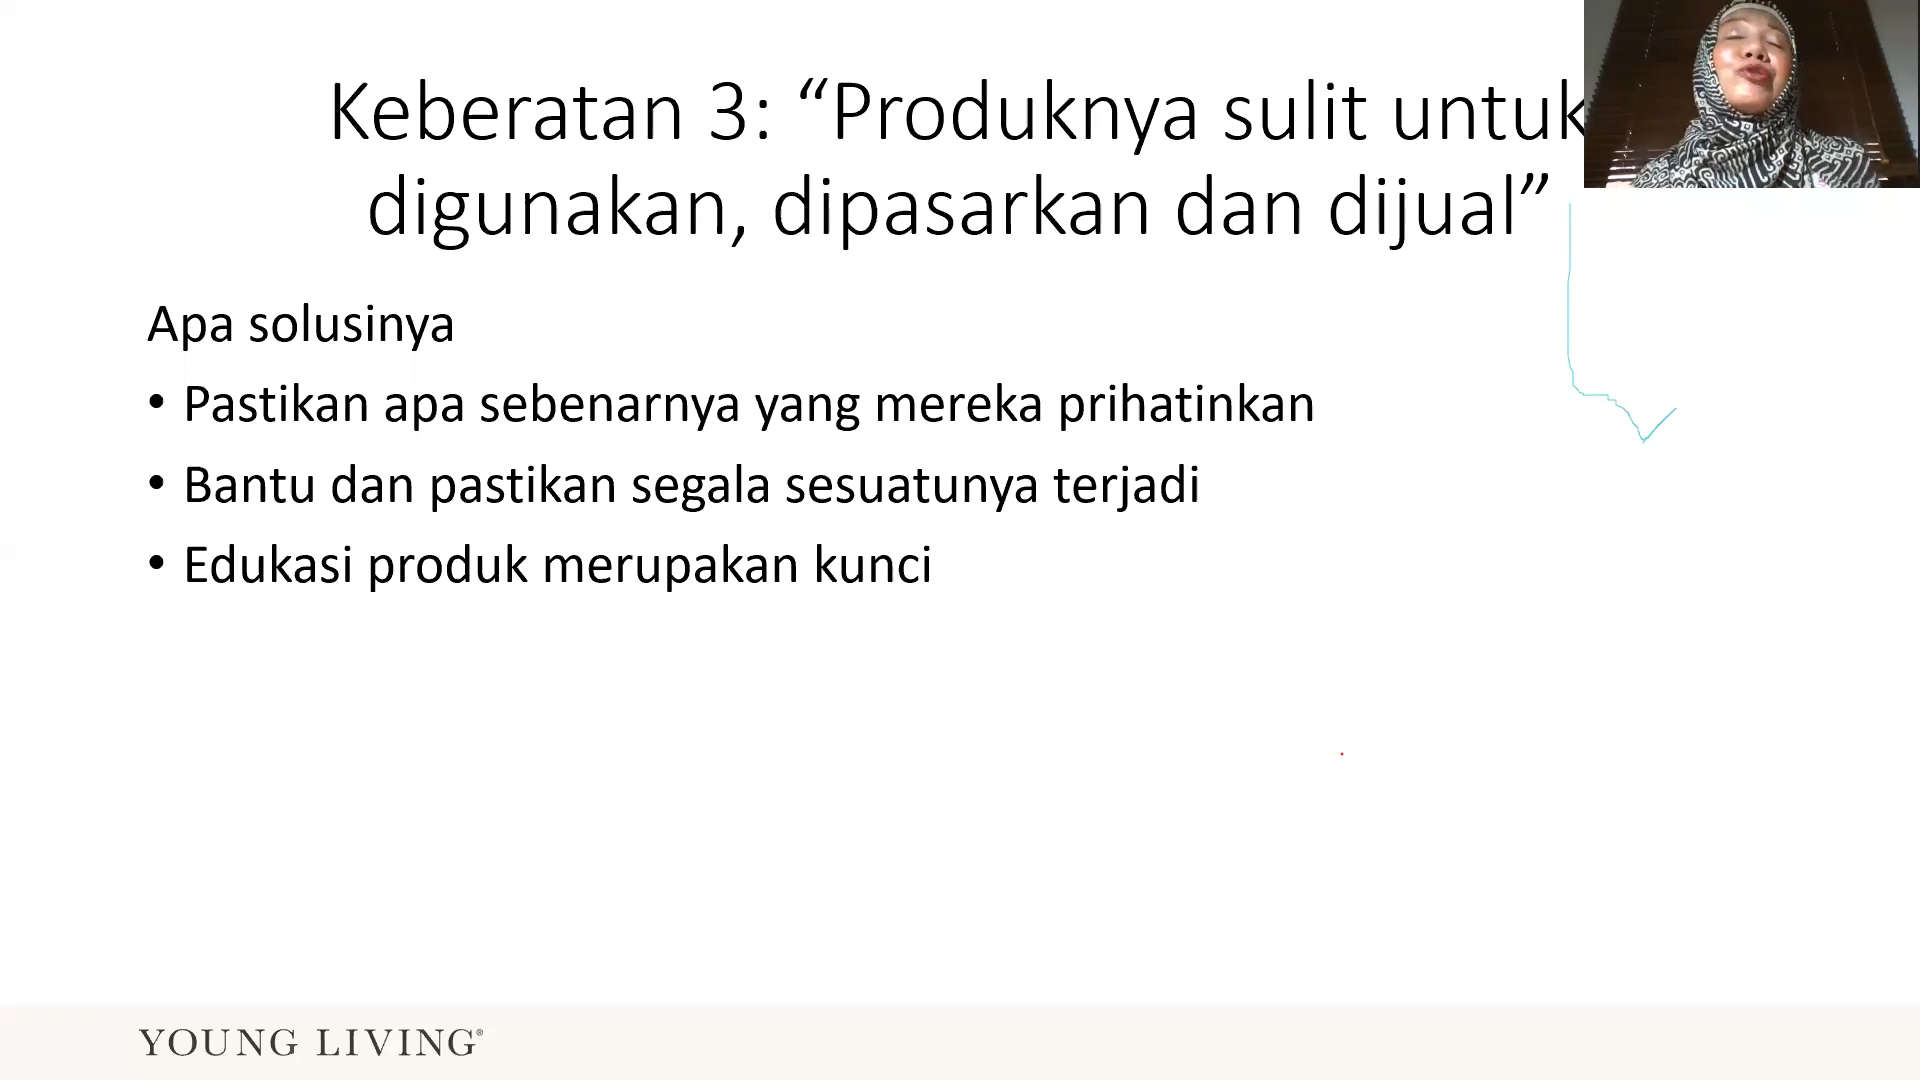 Keberatan 3: “Produknya sulit untuk
digunakan, dipasarkan dan dijual”
Apa solusinya
• Pastikan apa sebenarnya yang mereka prihatinkan
• Bantu dan pastikan segala sesuatunya terjadi
• Edukasi produk merupakan kunci
YOUNG LIVING®